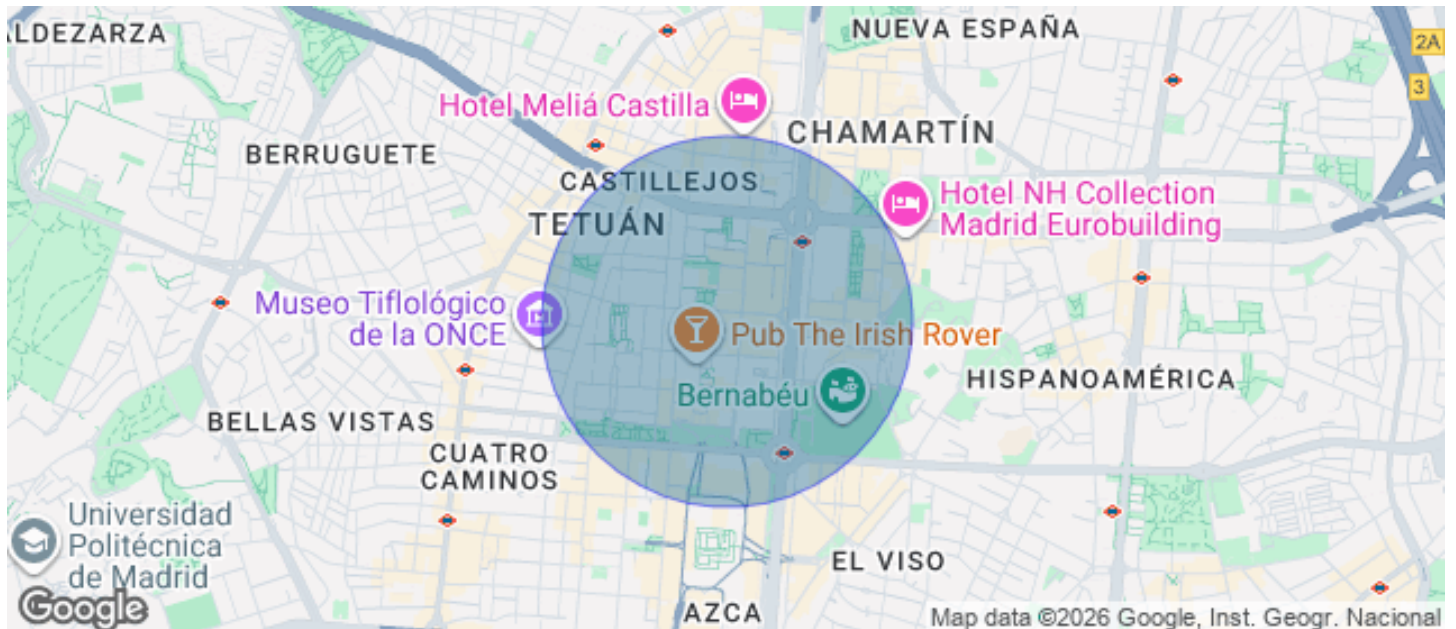 ALDEZARZA
NUEVA ESPAÑA
2A
3
Hotel Meliá Castilla
CHAMARTÍN
BERRUGUETE
CASTILLEJOS
Hotel NH Collection
Madrid Eurobuilding
TETUÁN
Museo Tiflológico
de la ONCE
Pub The Irish Rover
Bernabéu
HISPANOAMÉRICA
BELLAS VISTAS
CUATRO
CAMINOS
Universidad
Politécnica
de Madrid
EL VISO
AZCA
Google
Map data ©2026 Google, Inst. Geogr. Nacional